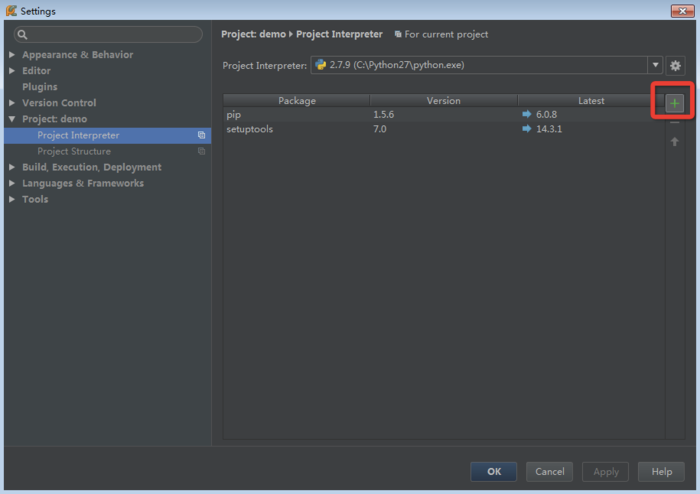 Settings
Appearance & Behavior
Editor
Plugins
Version Control
Project: demo
Project Interpreter
Project Structure
Build, Execution, Deployment
Languages & Frameworks
Tools
Project: demo Project Interpreter For current project
Project Interpreter: 2.7.9 (C:\Python27\python.exe)
Package Version Latest
pip 1.5.6 6.0.8
setuptools 7.0 14.3.1
OK Cancel Apply Help